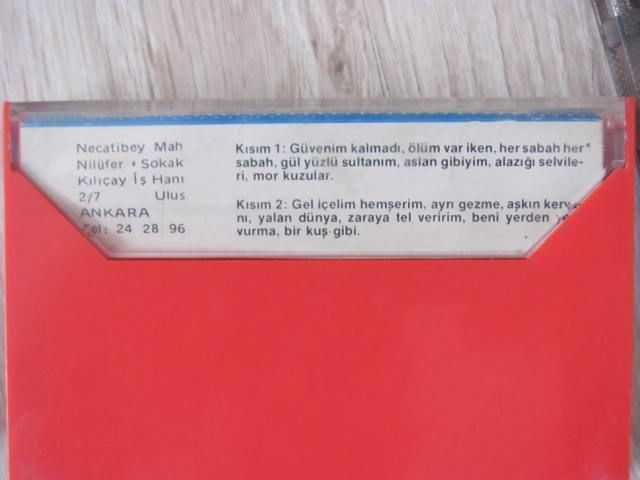 Necatibey Mah
Nilüfer • Sokak
Kılıçay İş Hanı
2/7 Ulus
ANKARA
Tel: 24 28 96
Kısım 1: Güvenim kalmadı, ölüm var iken, her sabah her
sabah, gül yüzlü sultanım, aslan gibiyim, alazığı selvile-
ri, mor kuzular.
Kısım 2: Gel içelim hemşerim, ayrı gezme, aşkın
nı, yalan dünya, zaraya tel veririm, beni yerden
vurma, bir kuş gibi.